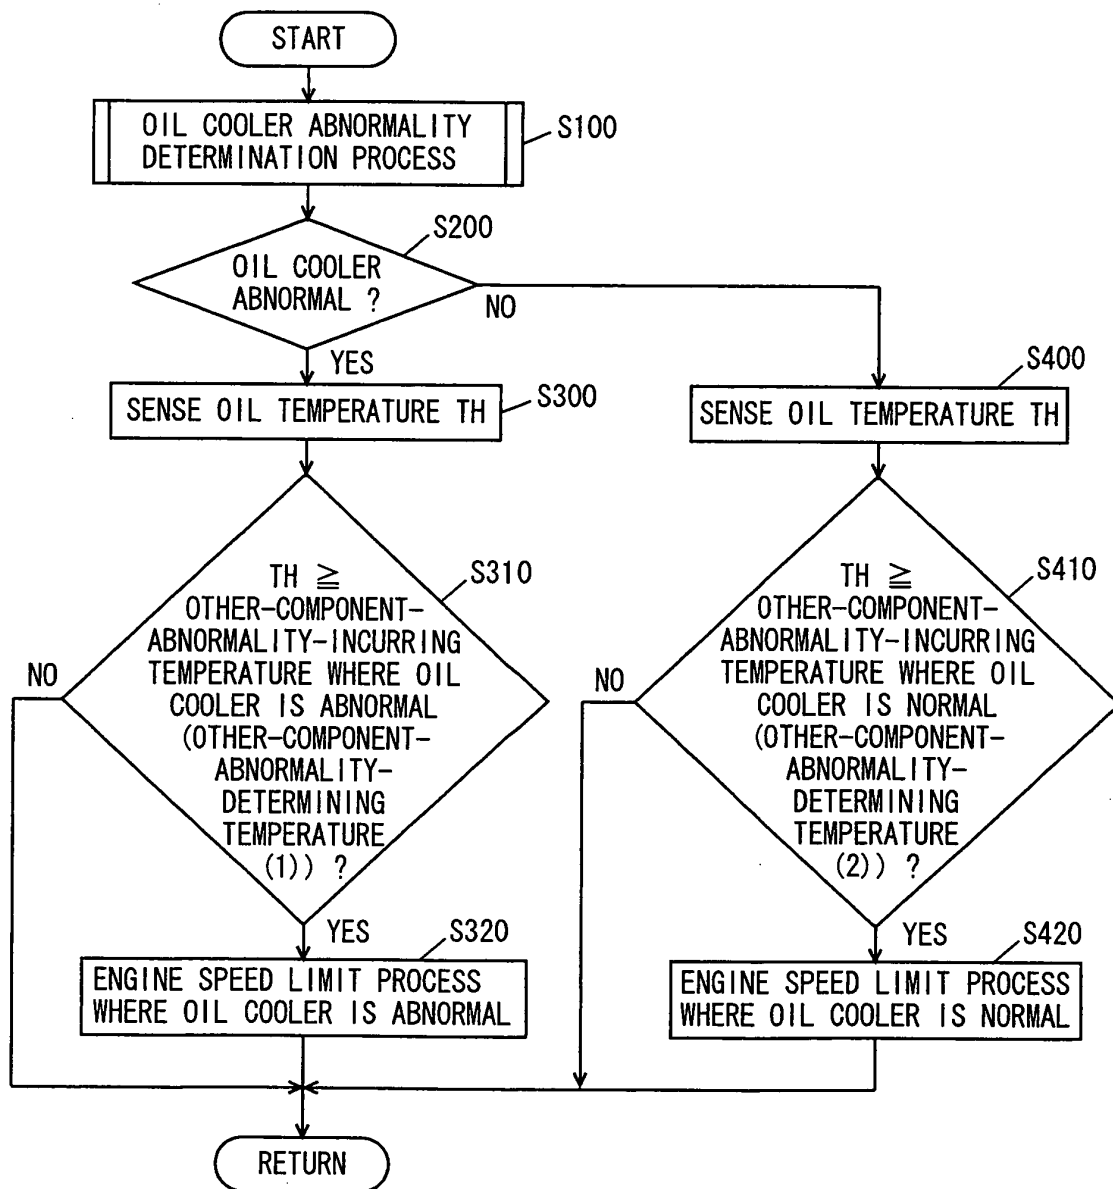 START
OIL COOLER ABNORMALITY
DETERMINATION PROCESS
S100
S200
OIL COOLER
ABNORMAL ?
NO
YES
SENSE OIL TEMPERATURE TH
S300
S400
SENSE OIL TEMPERATURE TH
S310
TH ≧
OTHER-COMPONENT-
ABNORMALITY-INCURRING
TEMPERATURE WHERE OIL
COOLER IS ABNORMAL
(OTHER-COMPONENT-
ABNORMALITY-
DETERMINING
TEMPERATURE
(1)) ?
NO
YES
S320
ENGINE SPEED LIMIT PROCESS
WHERE OIL COOLER IS ABNORMAL
S410
TH ≧
OTHER-COMPONENT-
ABNORMALITY-INCURRING
TEMPERATURE WHERE OIL
COOLER IS NORMAL
(OTHER-COMPONENT-
ABNORMALITY-
DETERMINING
TEMPERATURE
(2)) ?
NO
YES
S420
ENGINE SPEED LIMIT PROCESS
WHERE OIL COOLER IS NORMAL
RETURN